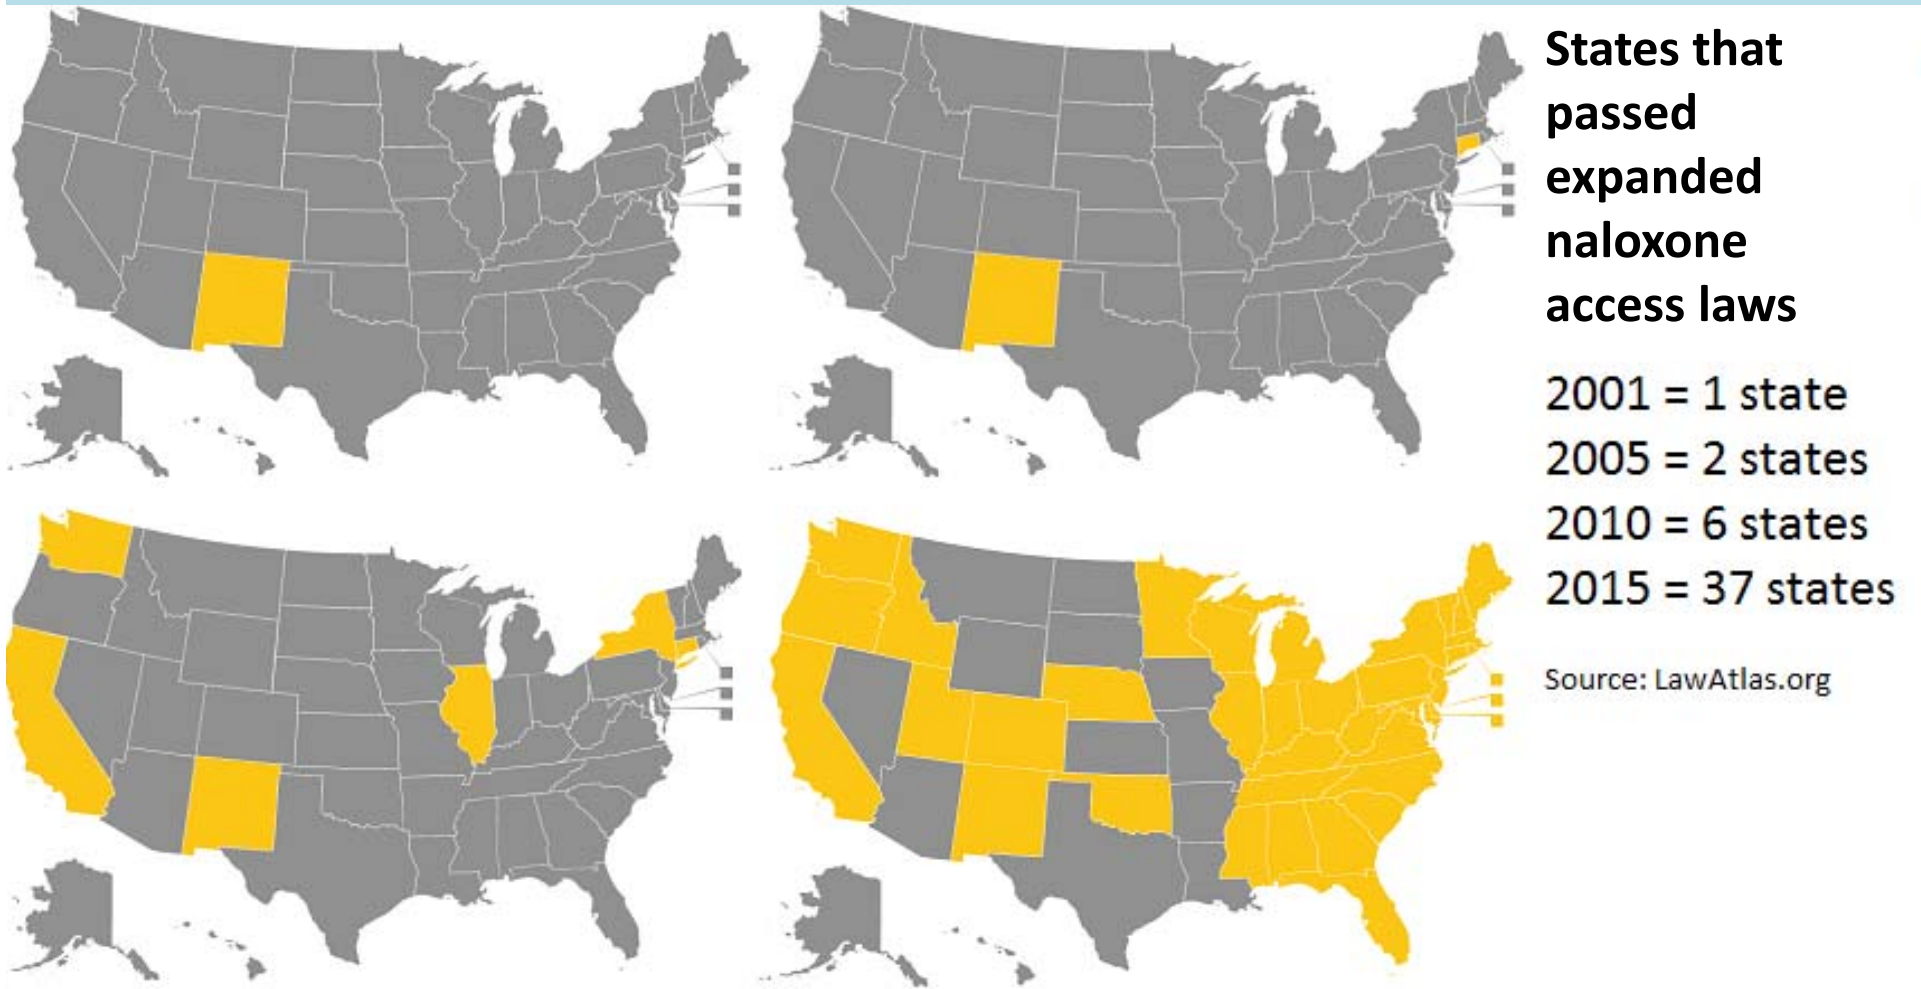 States that
passed
expanded
naloxone
access laws
2001 = 1 state
2005 = 2 states
2010 = 6 states
2015 = 37 states
Source: LawAtlas.org